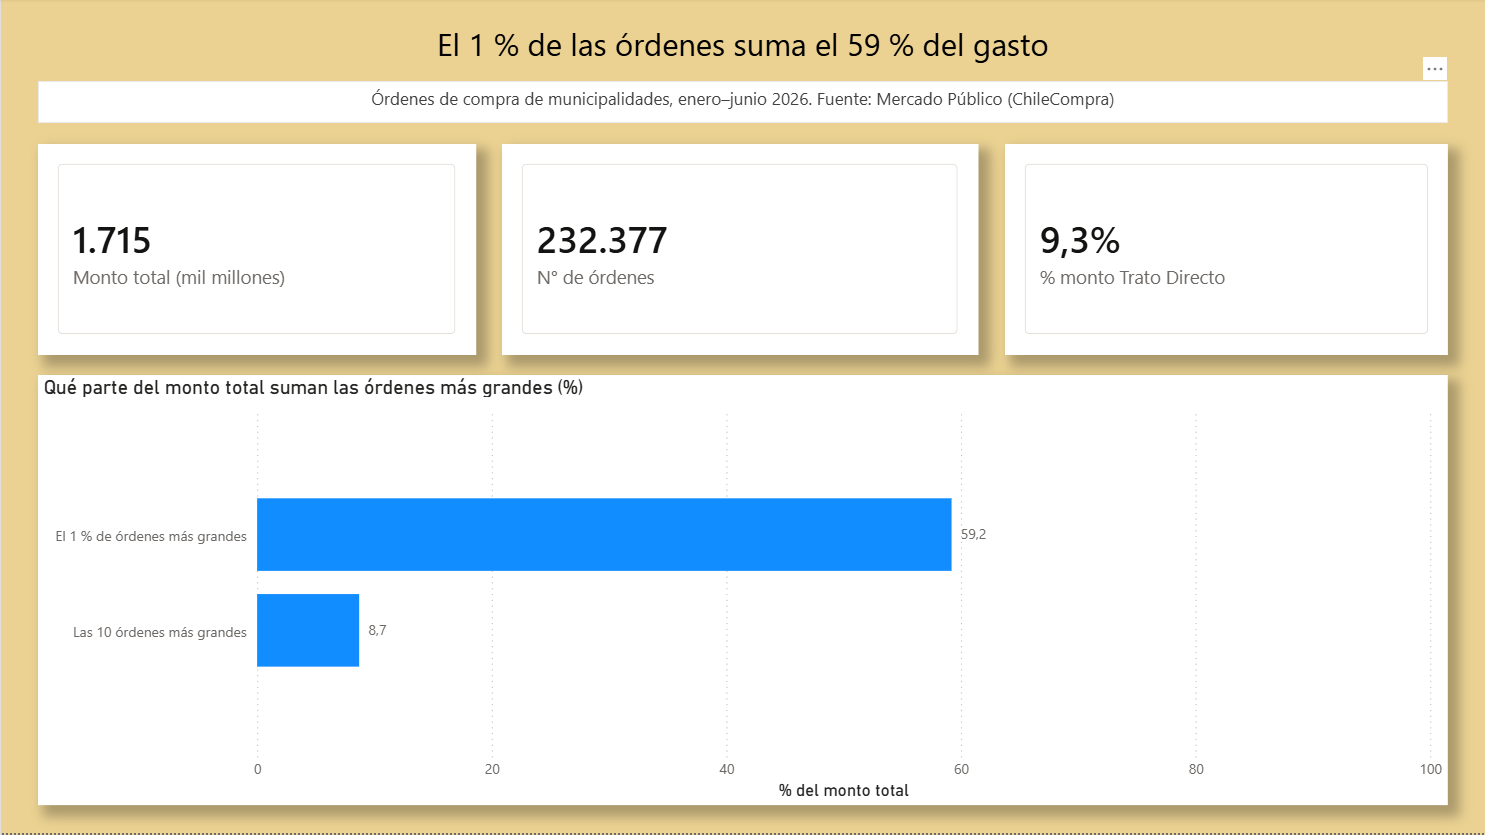 El 1 % de las órdenes suma el 59 % del gasto
Órdenes de compra de municipalidades, enero–junio 2026. Fuente: Mercado Público (ChileCompra)
1.715
Monto total (mil millones)
232.377
N° de órdenes
9,3%
% monto Trato Directo
Qué parte del monto total suman las órdenes más grandes (%)
El 1 % de órdenes más grandes
59,2
Las 10 órdenes más grandes
8,7
0 20 40 60 80 100
% del monto total